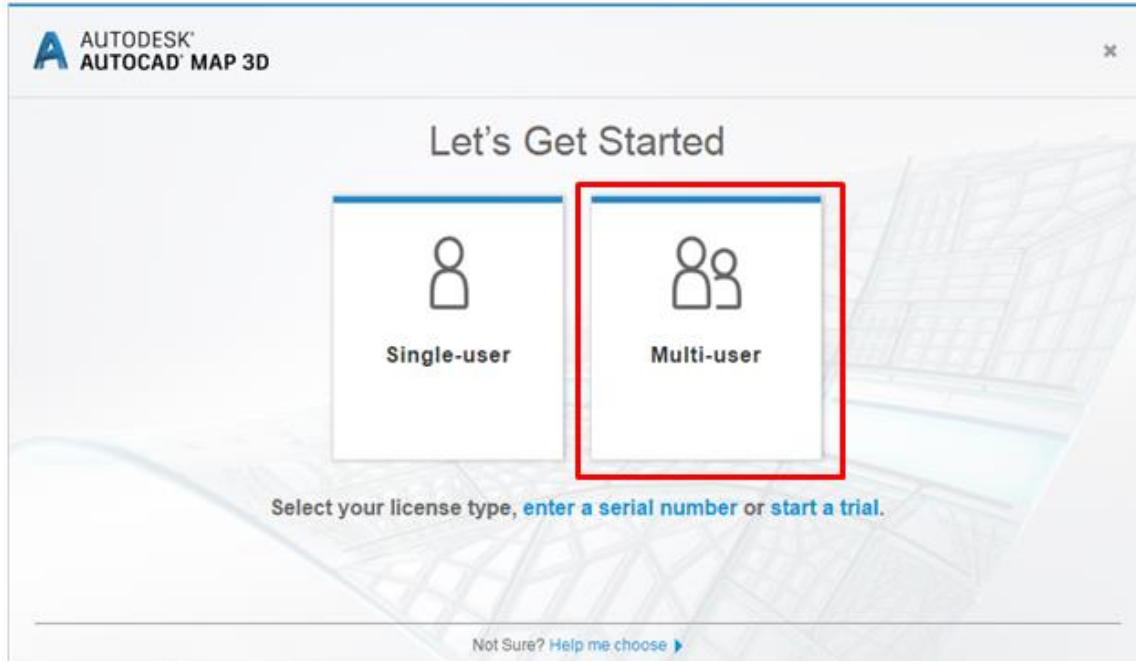 AUTODESK®
AUTOCAD® MAP 3D
Let's Get Started
Single-user
Multi-user
Select your license type, enter a serial number or start a trial.
Not Sure? Help me choose